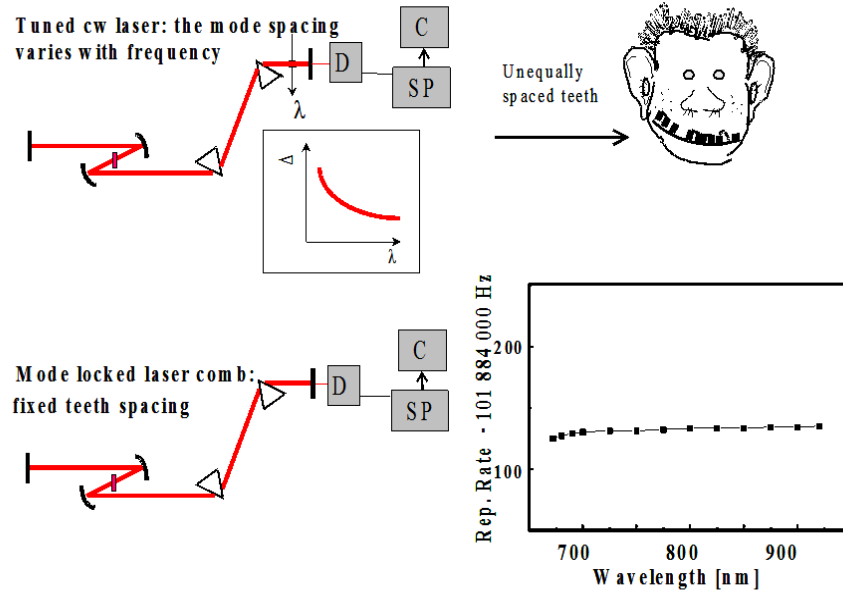 Tuned cw laser: the mode spacing
varies with frequency
C
D
SP
λ
Δ
λ
Unequally
spaced teeth
Mode locked laser comb:
fixed teeth spacing
C
D
SP
Rep. Rate - 101 884 000 Hz
200
100
700 800 900
Wavelength [nm]